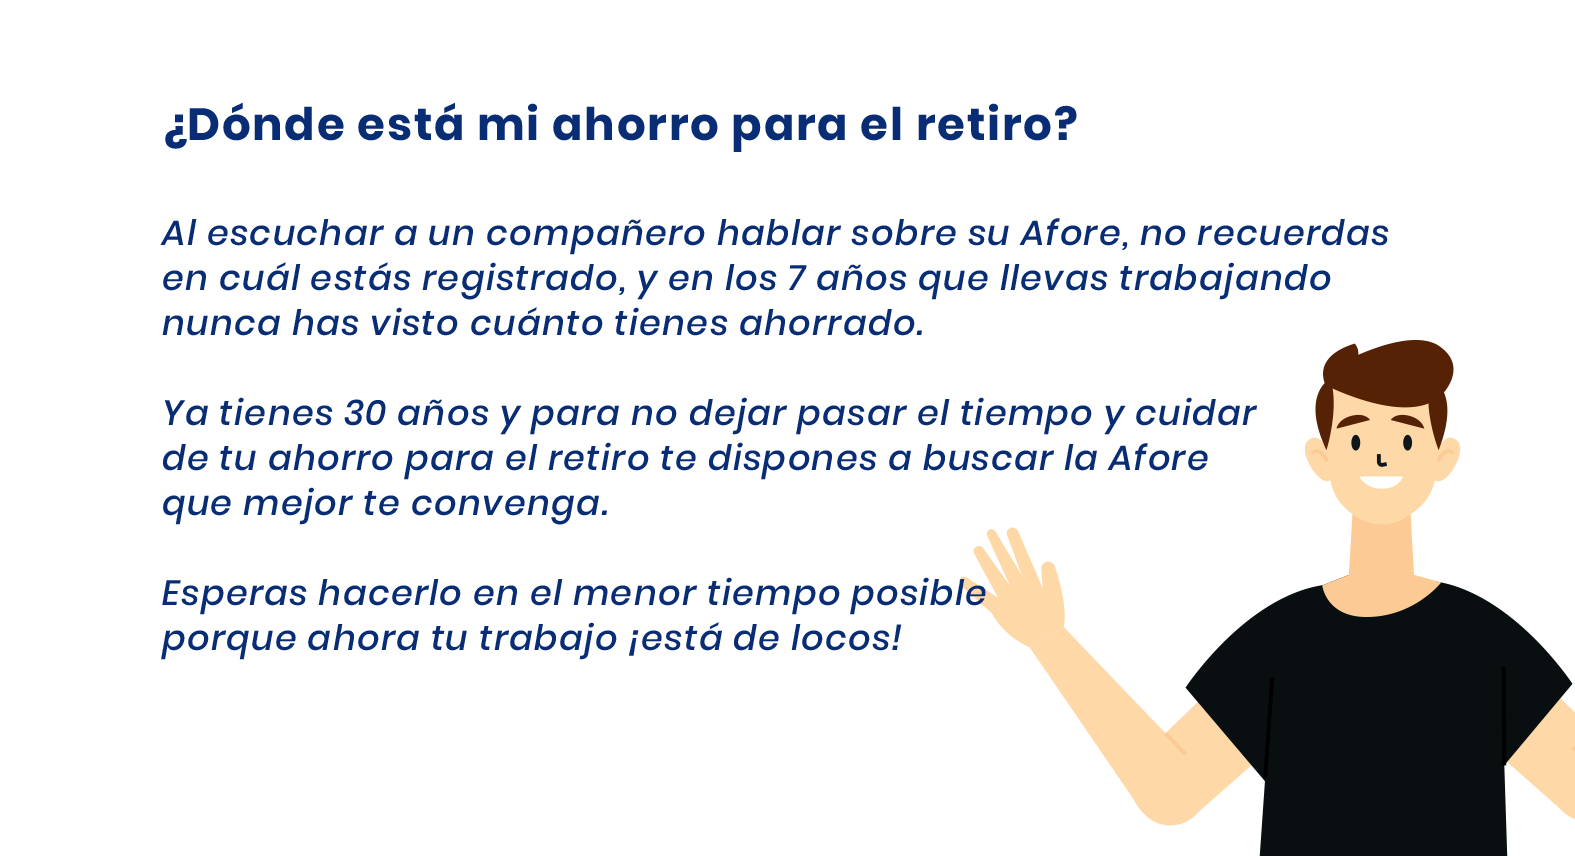 ¿Dónde está mi ahorro para el retiro?
Al escuchar a un compañero hablar sobre su Afore, no recuerdas
en cuál estás registrado, y en los 7 años que llevas trabajando
nunca has visto cuánto tienes ahorrado.
Ya tienes 30 años y para no dejar pasar el tiempo y cuidar
de tu ahorro para el retiro te dispones a buscar la Afore
que mejor te convenga.
Esperas hacerlo en el menor tiempo posible
porque ahora tu trabajo ¡está de locos!